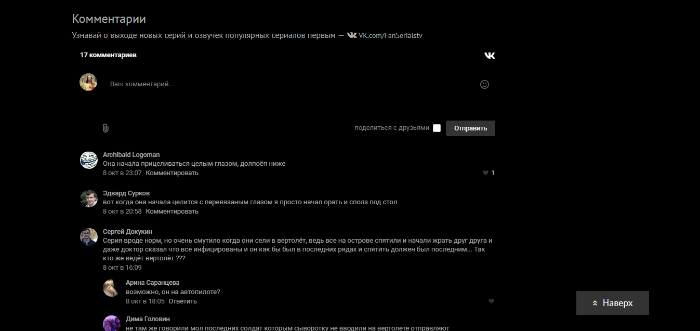 Комментарии
Узнавай о выходе новых серий и озвучек популярных сериалов первым — VK.com/FanSerialstv
17 комментариев
Ваш комментарий...
поделиться с друзьями Отправить
Archibald Logoman
Она начала прицеливаться целым глазом, долпоёп ниже
8 окт в 23:07 Комментировать 1
Эдвард Сурков
вот когда она начала целится с перевязаным глазом я просто начал орать и сполз под стол
8 окт в 20:58 Комментировать
Сергей Докукин
Серия вроде норм, но очень смутило когда они сели в вертолёт, ведь все на острове спятили и начали жрать друг друга и
даже доктор сказал что все инфицированы и он как бы был в последних рядах и спятить должен был последним... Так
кто же ведёт вертолёт ???
8 окт в 16:09
Арина Саранцева
возможно, он на автопилоте?
8 окт в 18:05 Ответить
Наверх
Дима Головин
не там же говорили мол последних солдат которым сыворотку не вводили на вертолете отправляют